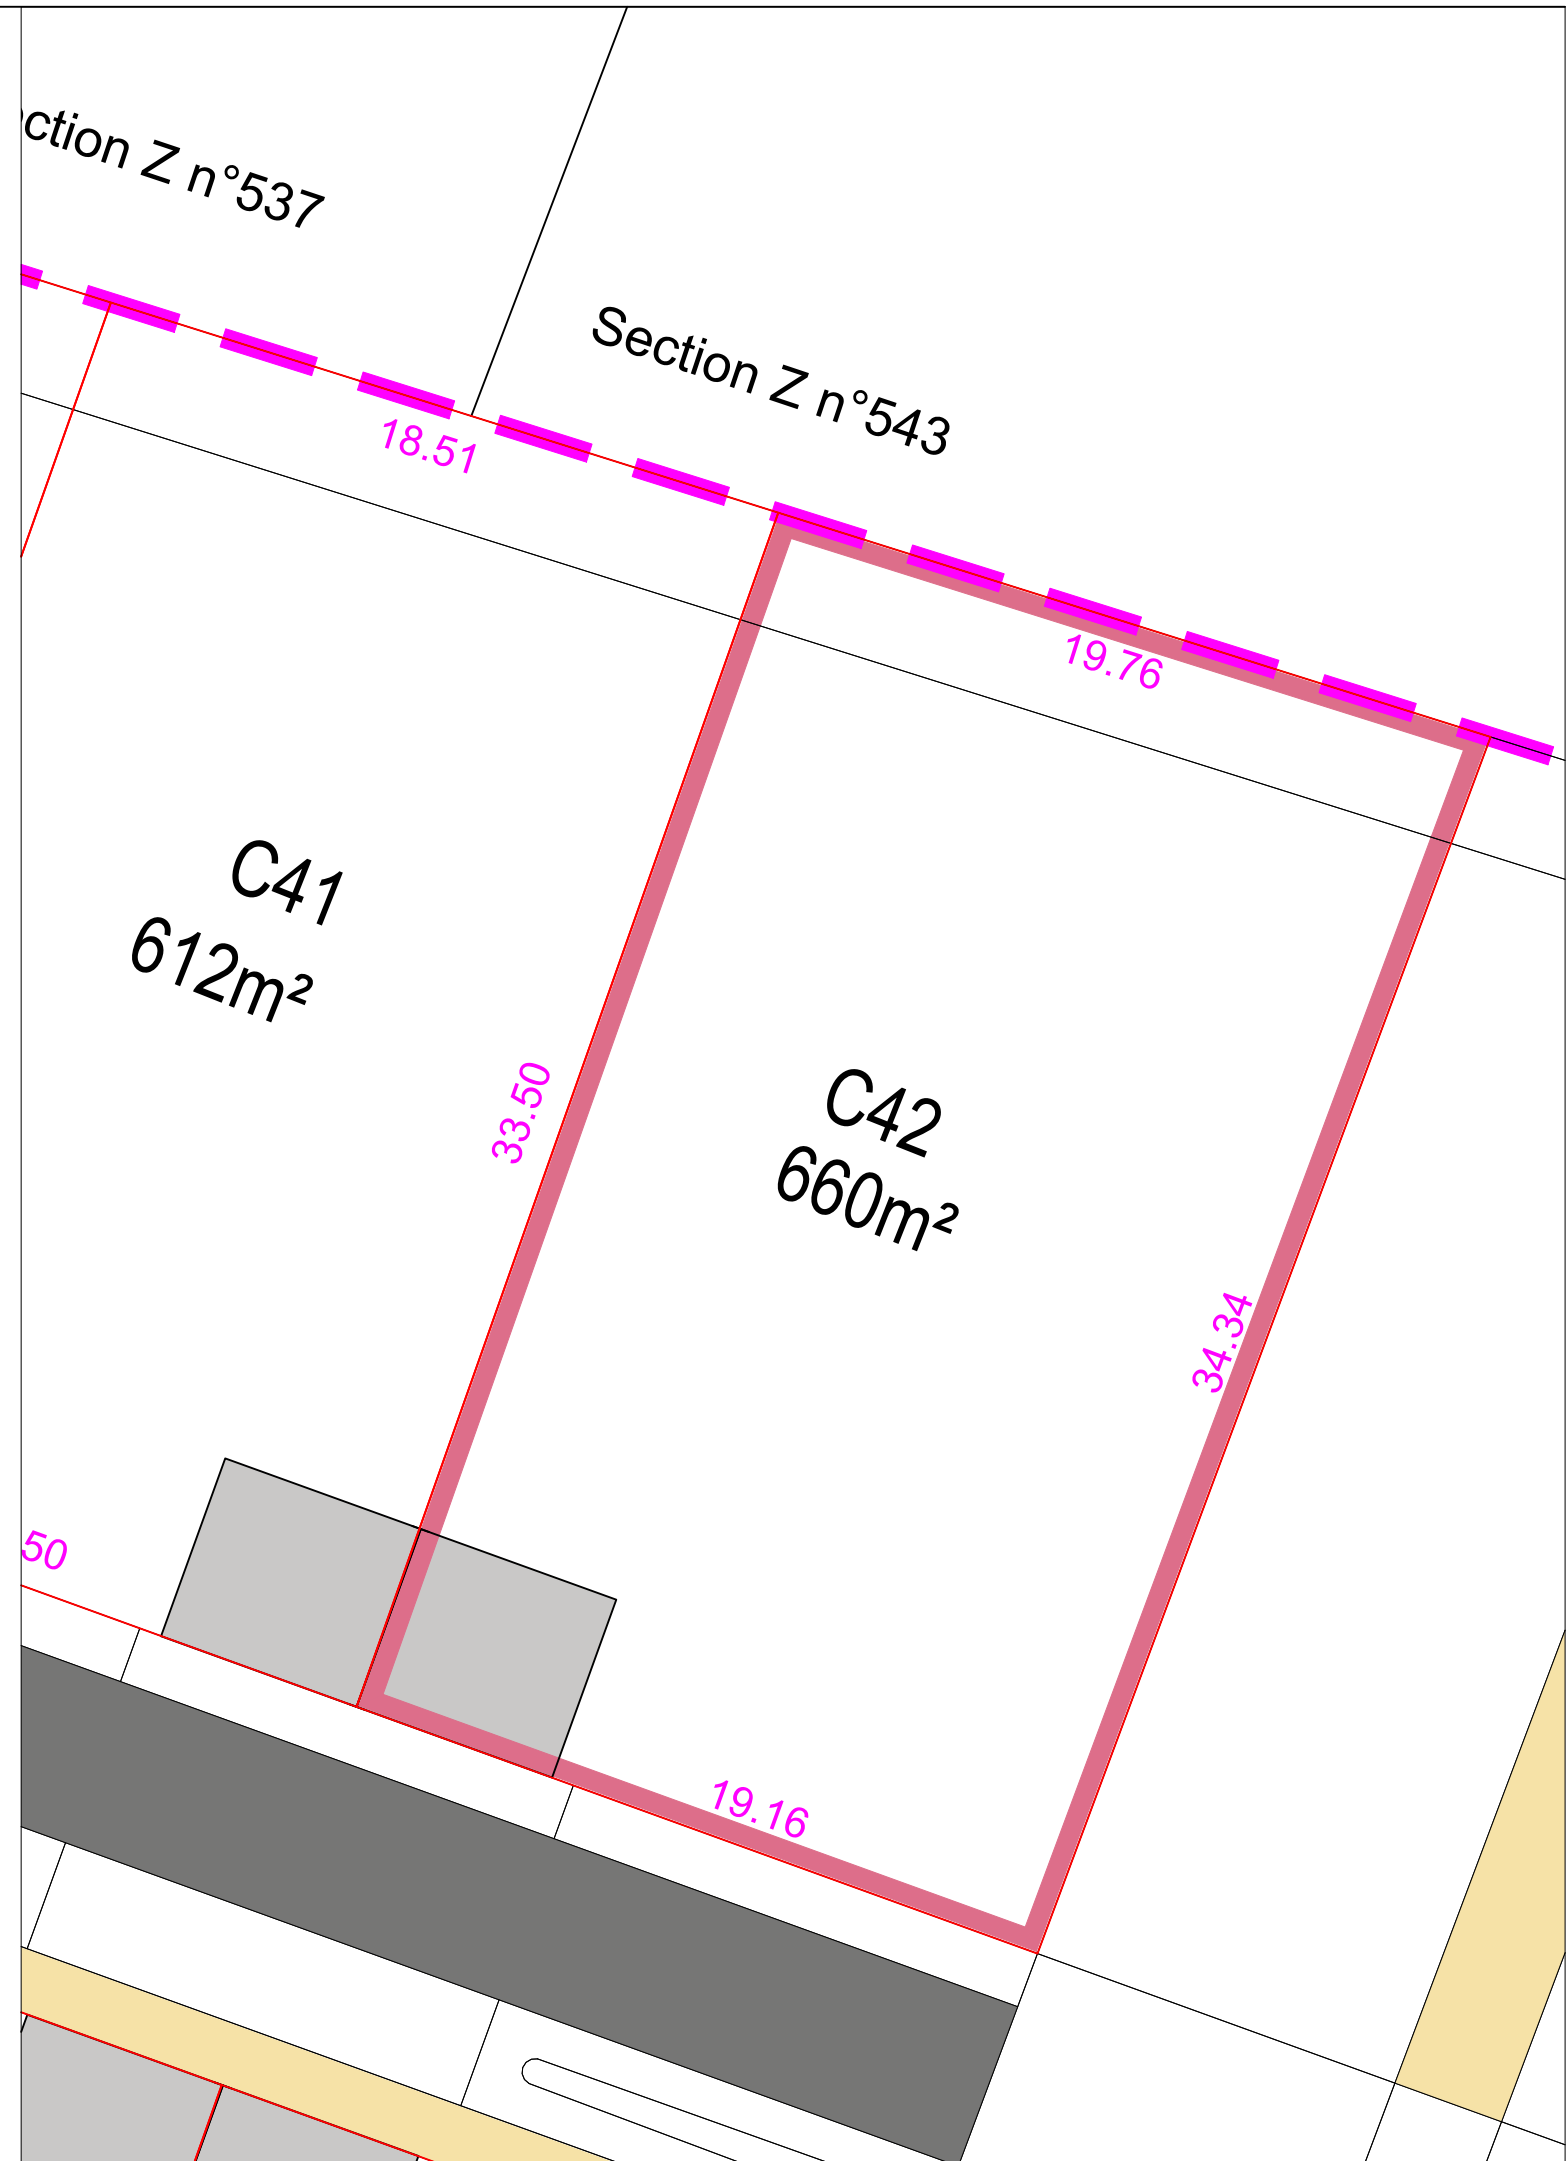 ction Z n°537
Section Z n°543
18.51
19.76
C41
612m²
33.50
C42
660m²
34.34
50
19.16